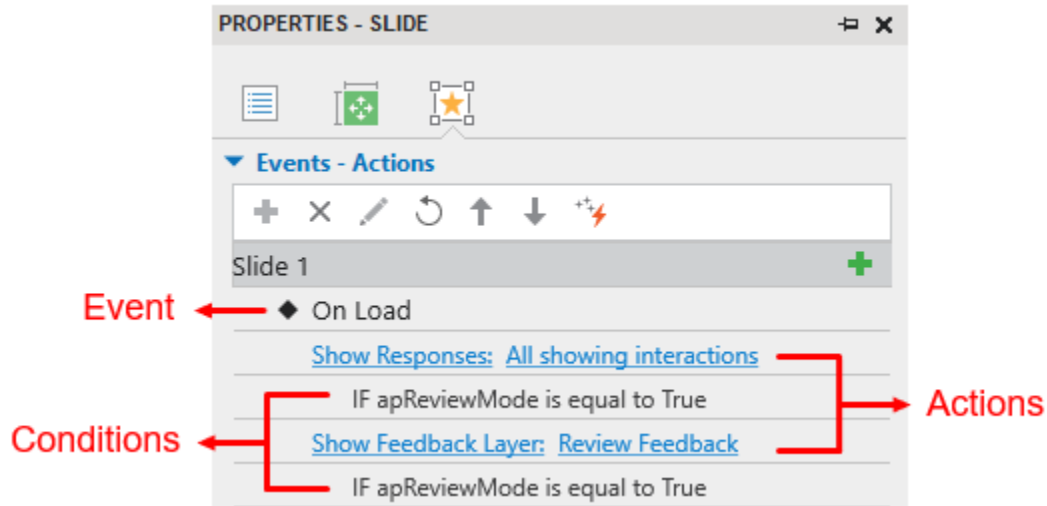 PROPERTIES - SLIDE
Events - Actions
Slide 1
Event
On Load
Show Responses: All showing interactions
IF apReviewMode is equal to True
Actions
Conditions
Show Feedback Layer: Review Feedback
IF apReviewMode is equal to True